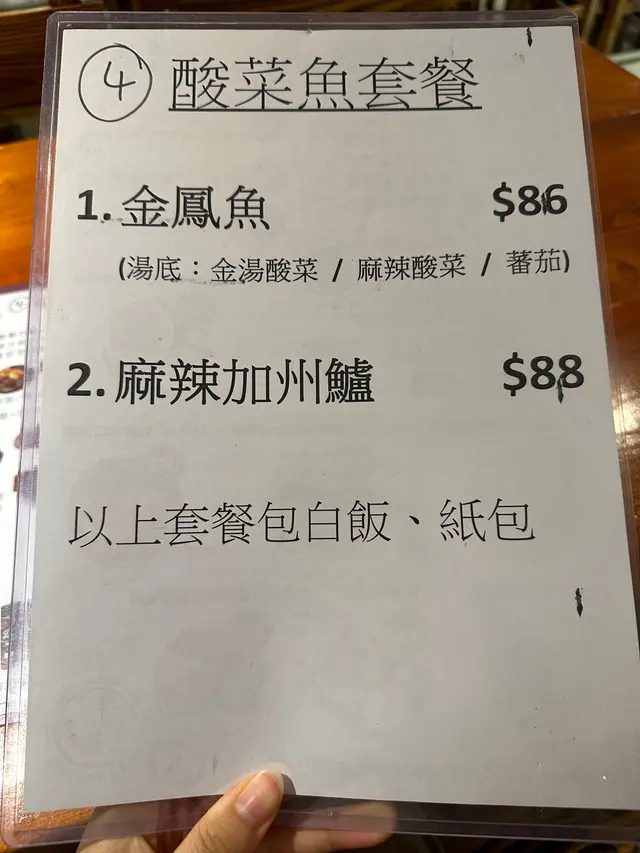 4 酸菜魚套餐
1. 金鳳魚 $86
(湯底：金湯酸菜 / 麻辣酸菜 / 蕃茄)
2. 麻辣加州鱸 $88
以上套餐包白飯、紙包